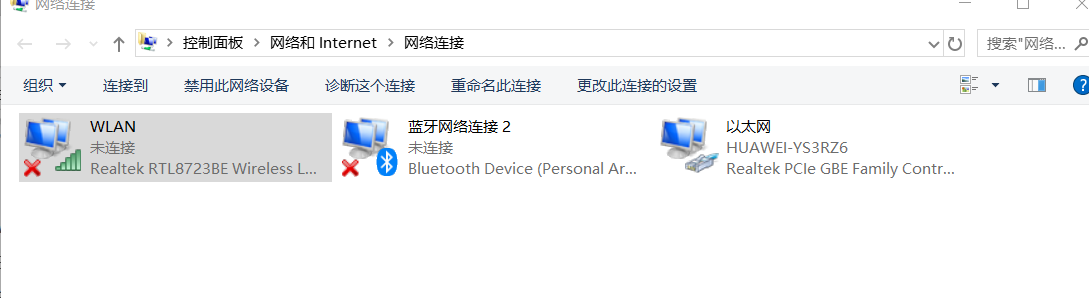 网络连接
控制面板 > 网络和 Internet > 网络连接
搜索"网络...
组织 连接到 禁用此网络设备 诊断这个连接 重命名此连接 更改此连接的设置
WLAN
未连接
Realtek RTL8723BE Wireless L...
蓝牙网络连接 2
未连接
Bluetooth Device (Personal Ar...
以太网
HUAWEI-YS3RZ6
Realtek PCIe GBE Family Contr...